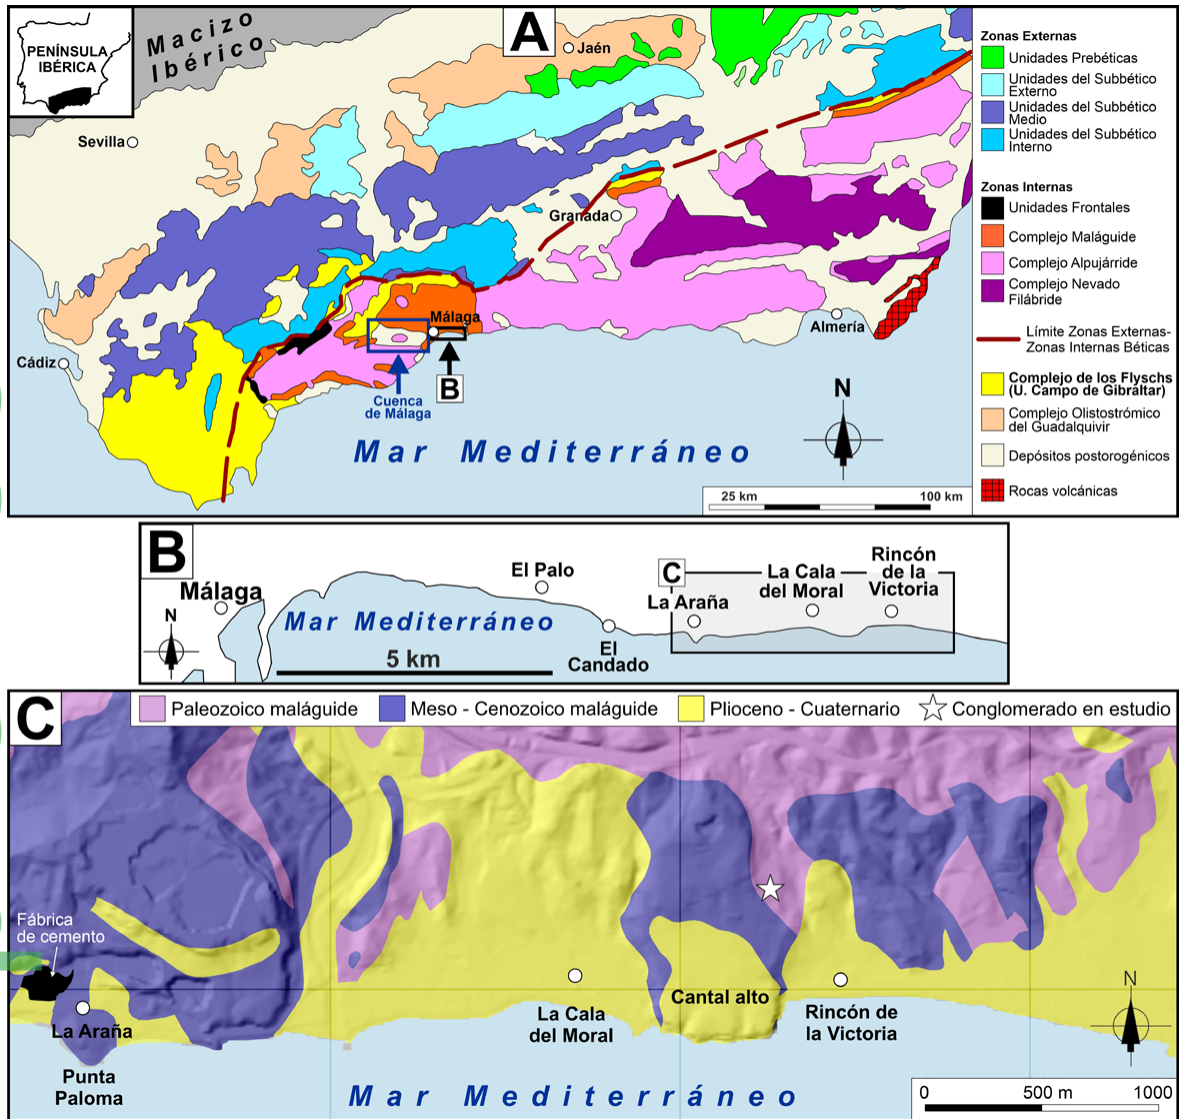 PENÍNSULA
IBÉRICA
Macizo
Ibérico
A
Jaén
Sevilla
Granada
Málaga
Almería
Cádiz
B
Cuenca
de Málaga
N
Mar Mediterráneo
25 km
100 km
Zonas Externas
Unidades Prebéticas
Unidades del Subbético
Externo
Unidades del Subbético
Medio
Unidades del Subbético
Interno
Zonas Internas
Unidades Frontales
Complejo Maláguide
Complejo Alpujárride
Complejo Nevado
Filábride
Límite Zonas Externas-
Zonas Internas Béticas
Complejo de los Flyschs
(U. Campo de Gibraltar)
Complejo Olistostrómico
del Guadalquivir
Depósitos postorogénicos
Rocas volcánicas
B
Málaga
N
Mar Mediterráneo
5 km
El Palo
El
Candado
C
La Araña
La Cala
del Moral
Rincón
de la
Victoria
C
Paleozoico maláguide
Meso - Cenozoico maláguide
Plioceno - Cuaternario
Conglomerado en estudio
Fábrica
de cemento
La Araña
Punta
Paloma
La Cala
del Moral
Cantal alto
Rincón de
la Victoria
N
Mar Mediterráneo
0
500 m
1000